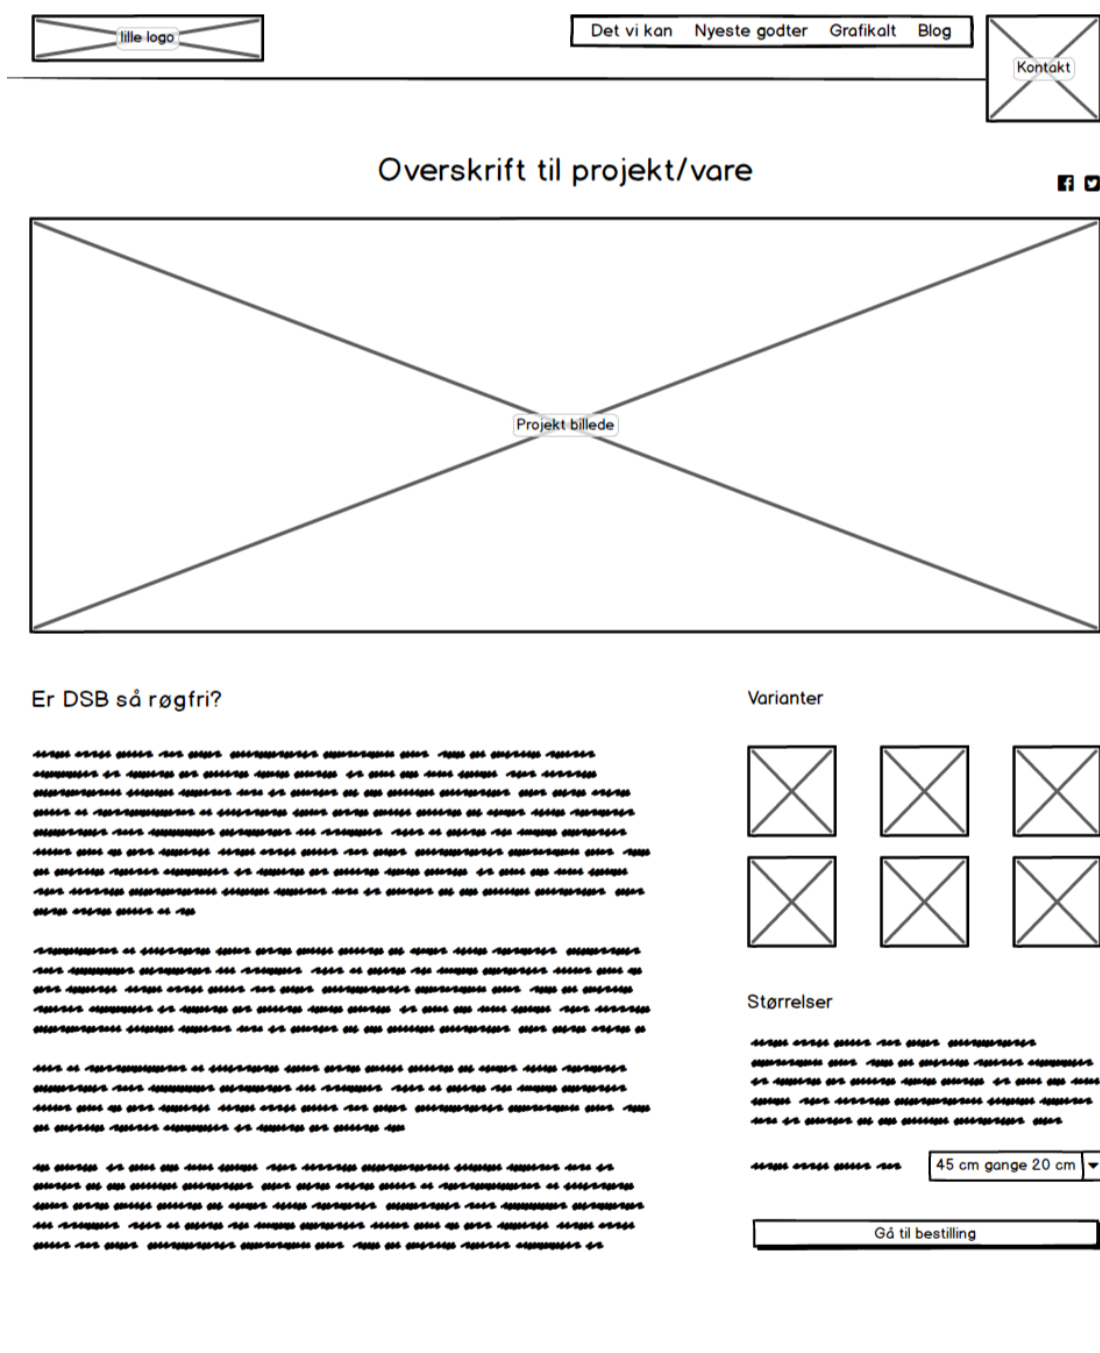 lille logo
Det vi kan Nyeste godter Grafikalt Blog
Kontakt
Overskrift til projekt/vare
Projekt billede
Er DSB så røgfri?
Varianter
Størrelser
45 cm gange 20 cm
Gå til bestilling